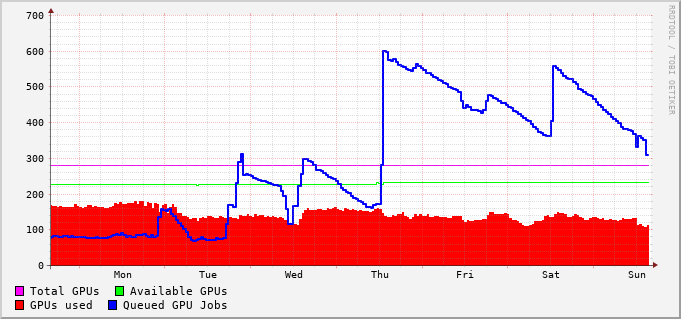 700
600
500
400
300
200
100
0
Mon Tue Wed Thu Fri Sat Sun
Total GPUs Available GPUs
GPUs used Queued GPU Jobs
RRDTOOL / TOBI OETIKER